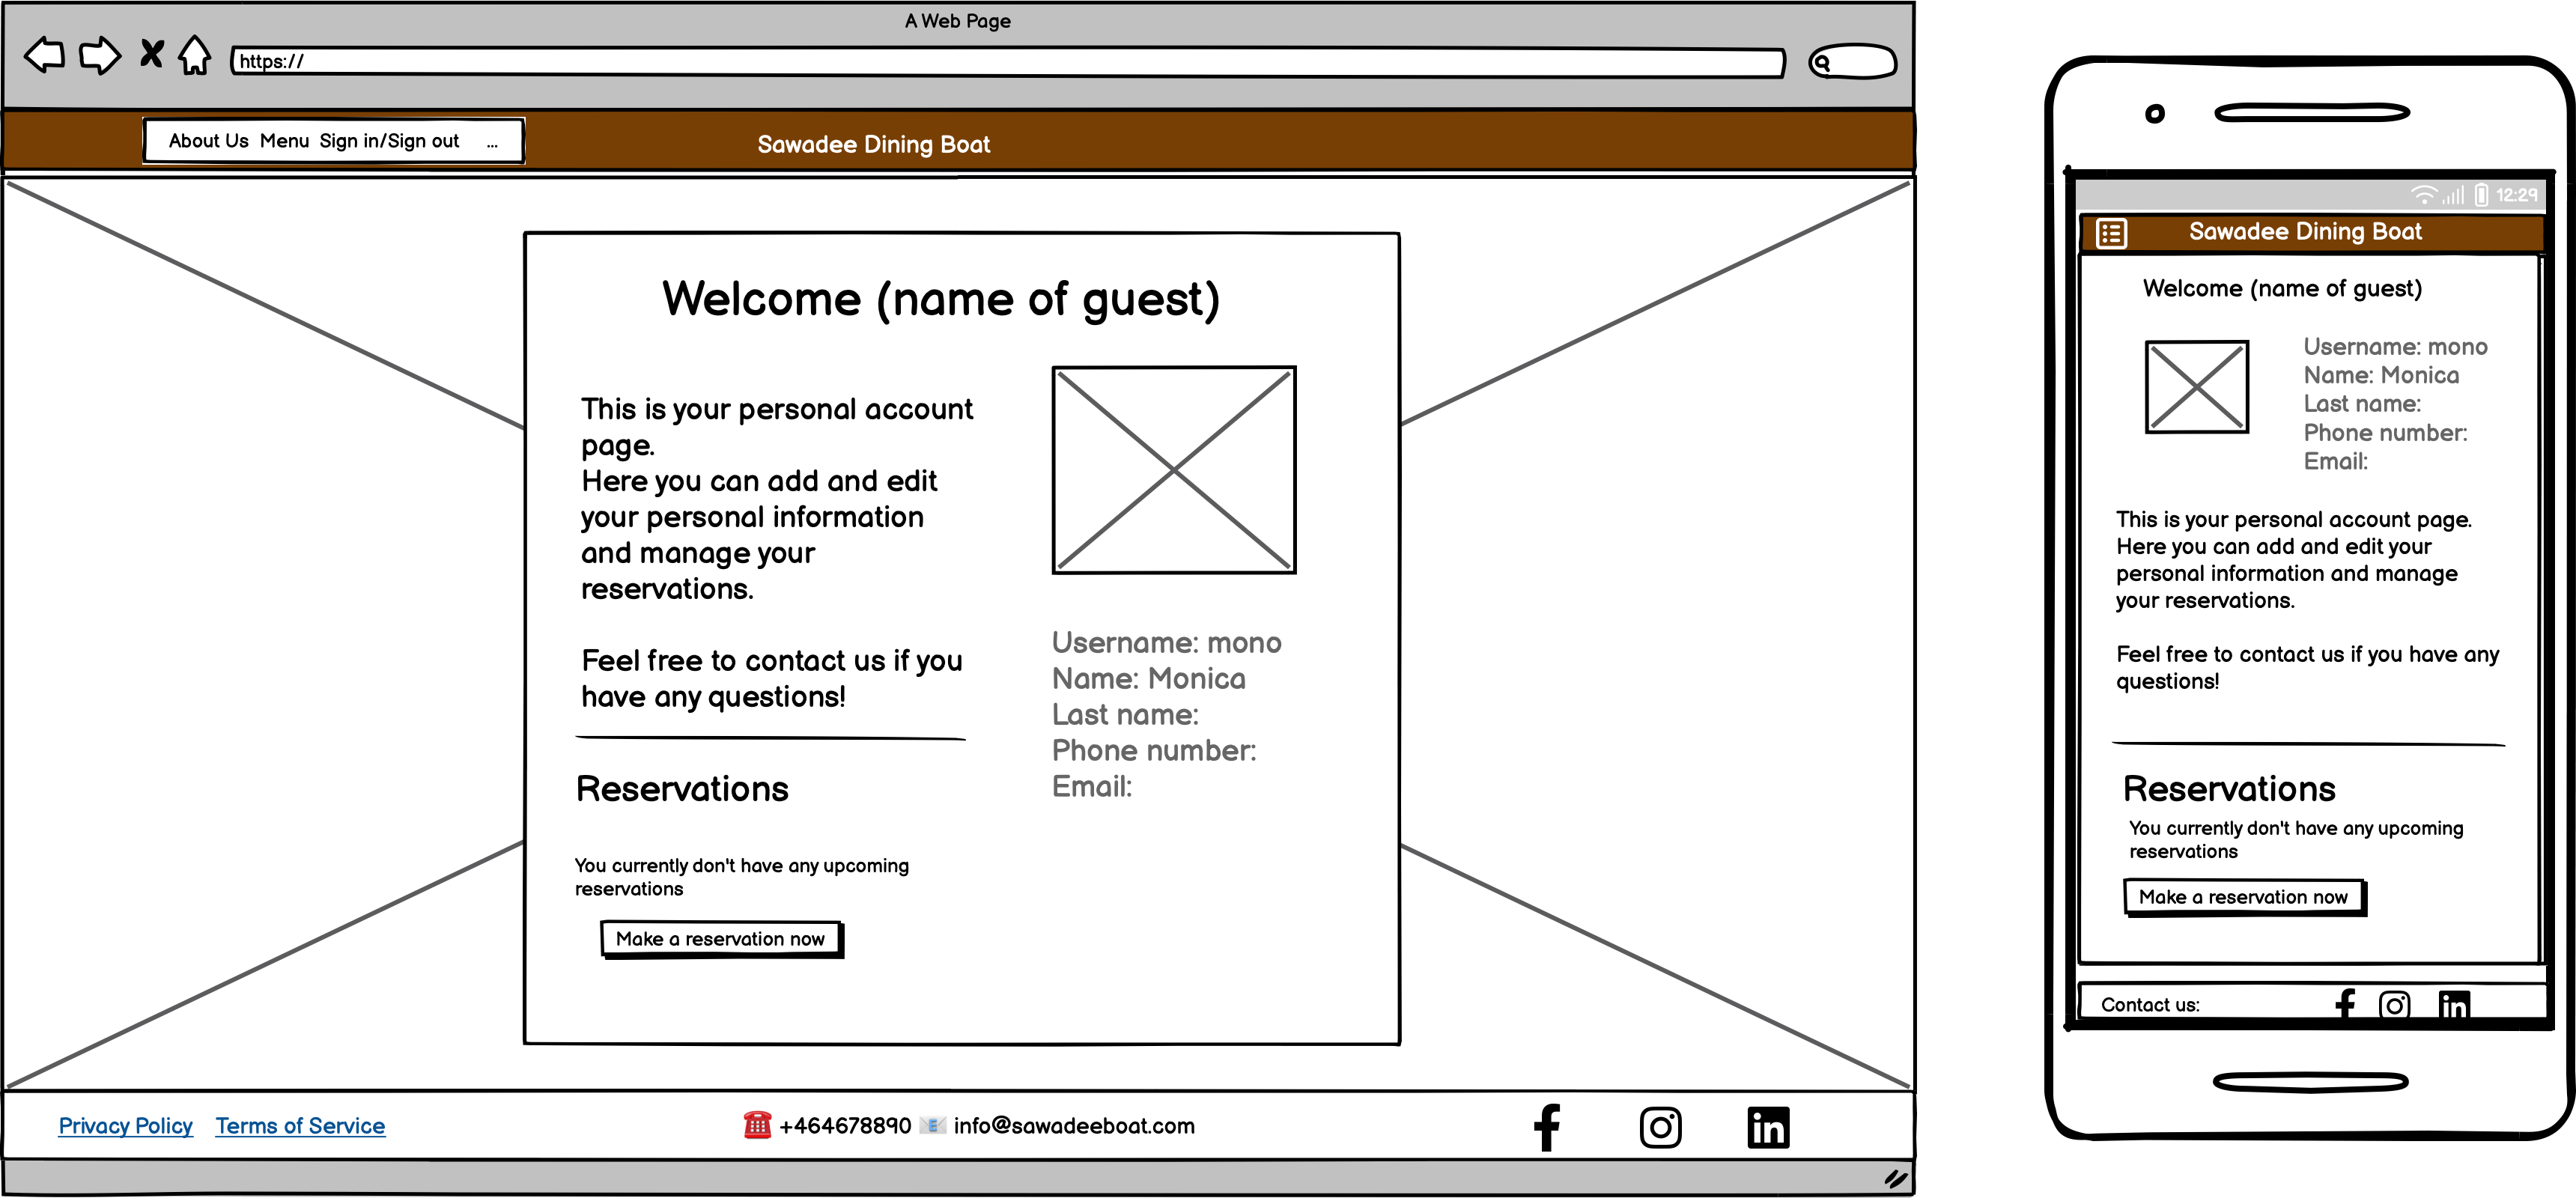 A Web Page
https://
About Us Menu Sign in/Sign out ...
Sawadee Dining Boat
Welcome (name of guest)
This is your personal account
page.
Here you can add and edit
your personal information
and manage your
reservations.
Feel free to contact us if you
have any questions!
Username: mono
Name: Monica
Last name:
Phone number:
Email:
Reservations
You currently don't have any upcoming
reservations
Make a reservation now
Privacy Policy Terms of Service
+464678890 info@sawadeeboat.com
12:29
Sawadee Dining Boat
Welcome (name of guest)
Username: mono
Name: Monica
Last name:
Phone number:
Email:
This is your personal account page.
Here you can add and edit your
personal information and manage
your reservations.
Feel free to contact us if you have any
questions!
Reservations
You currently don't have any upcoming
reservations
Make a reservation now
Contact us: